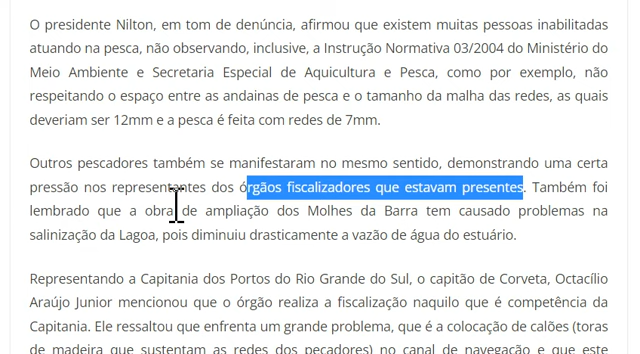 O presidente Nilton, em tom de denúncia, afirmou que existem muitas pessoas inabilitadas
atuando na pesca, não observando, inclusive, a Instrução Normativa 03/2004 do Ministério do
Meio Ambiente e Secretaria Especial de Aquicultura e Pesca, como por exemplo, não
respeitando o espaço entre as andainas de pesca e o tamanho da malha das redes, as quais
deveriam ser 12mm e a pesca é feita com redes de 7mm.
Outros pescadores também se manifestaram no mesmo sentido, demonstrando uma certa
pressão nos representantes dos órgãos fiscalizadores que estavam presentes. Também foi
lembrado que a obra de ampliação dos Molhes da Barra tem causado problemas na
salinização da Lagoa, pois diminuiu drasticamente a vazão de água do estuário.
Representando a Capitania dos Portos do Rio Grande do Sul, o capitão de Corveta, Octacílio
Araújo Junior mencionou que o órgão realiza a fiscalização naquilo que é competência da
Capitania. Ele ressaltou que enfrenta um grande problema, que é a colocação de calões (toras
de madeira que sustentam as redes dos pecadores) no canal de navegação e que este